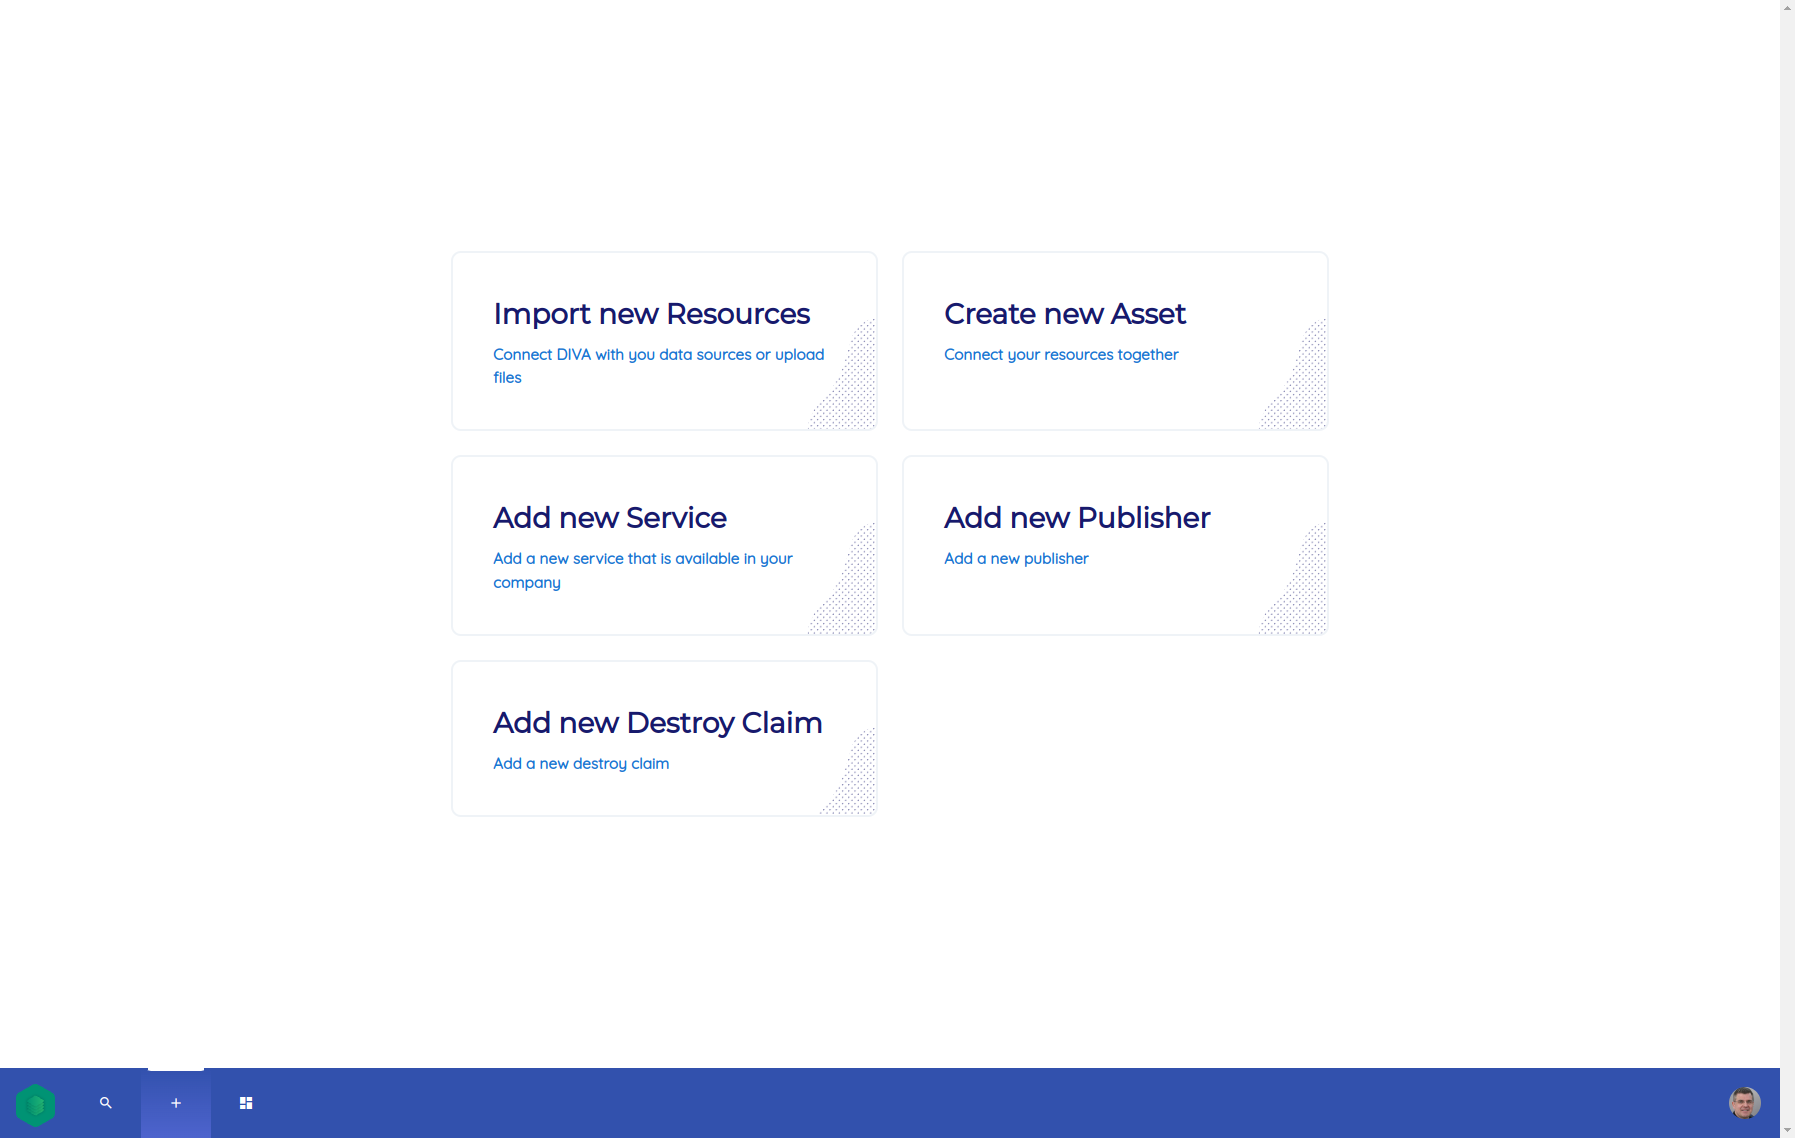 Import new Resources
Connect DIVA with you data sources or upload
files
Create new Asset
Connect your resources together
Add new Service
Add a new service that is available in your
company
Add new Publisher
Add a new publisher
Add new Destroy Claim
Add a new destroy claim